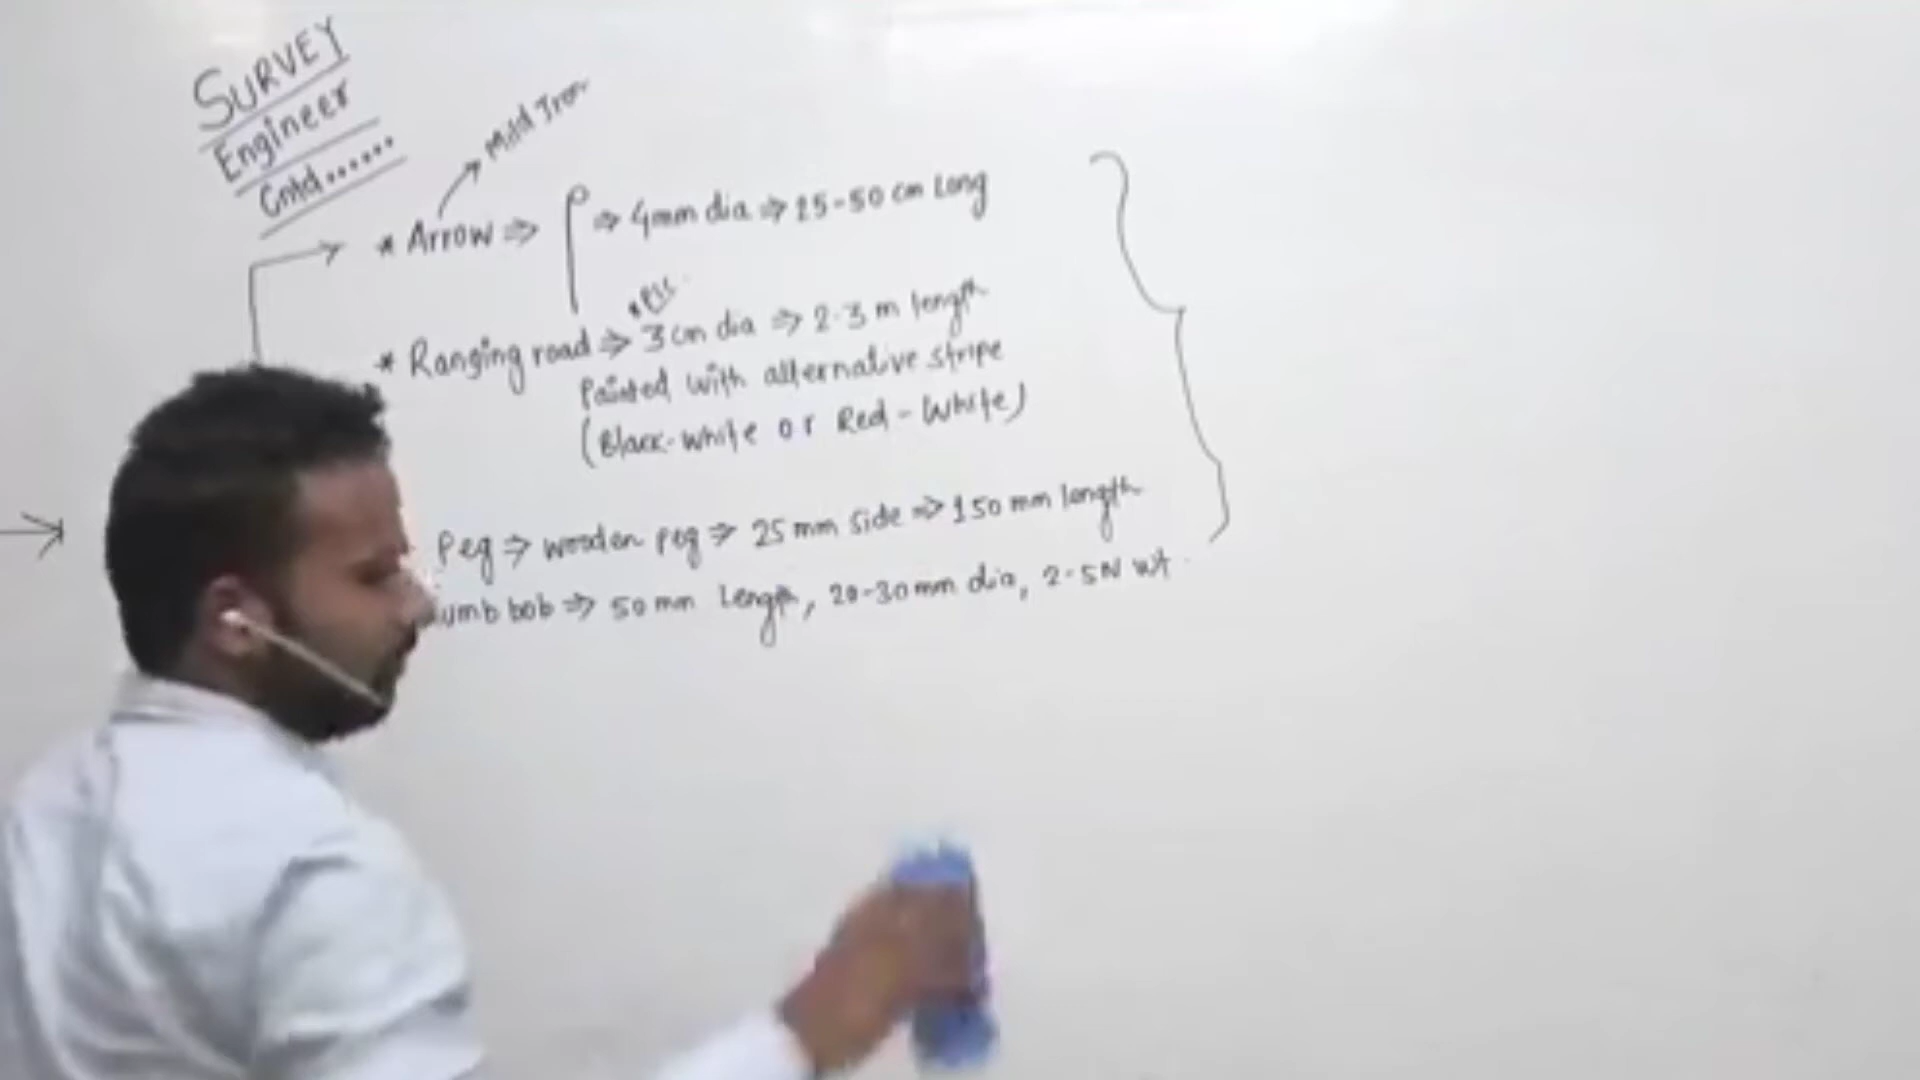 SURVEY
Engineer
Cntd......
Mild Iron
* Arrow ⇒ ⇒ 4mm dia ⇒ 25-50 cm Long
* Ranging road ⇒ 3 cm dia ⇒ 2-3 m length
Painted with alternative stripe
(Black-white or Red-White)
Peg ⇒ wooden peg ⇒ 25 mm side ⇒ 150 mm length
umb bob ⇒ 50 mm Length, 20-30 mm dia, 2-5N wt.